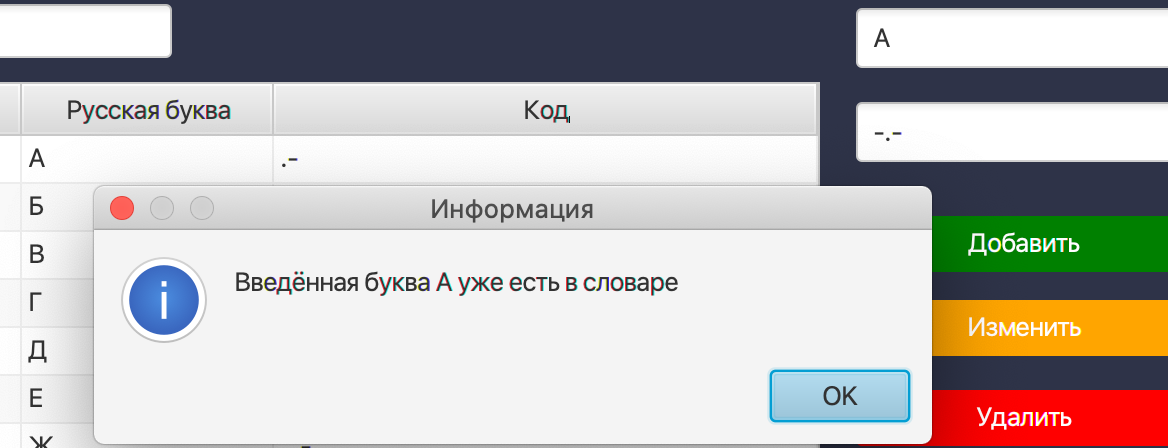 А
Русская буква Код
-.-
А .-
Б
Информация
В
Добавить
Введённая буква А уже есть в словаре
Г
Изменить
Д
Е
OK
Удалить
Ж